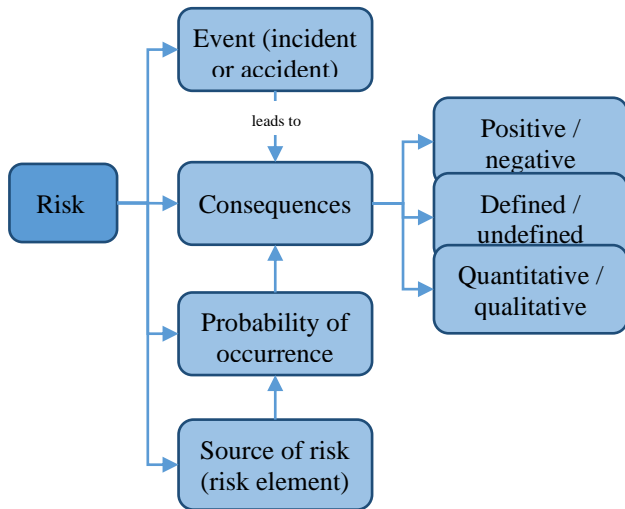 Event (incident
or accident)
leads to
Positive /
negative
Risk
Consequences
Defined /
undefined
Quantitative /
qualitative
Probability of
occurrence
Source of risk
(risk element)